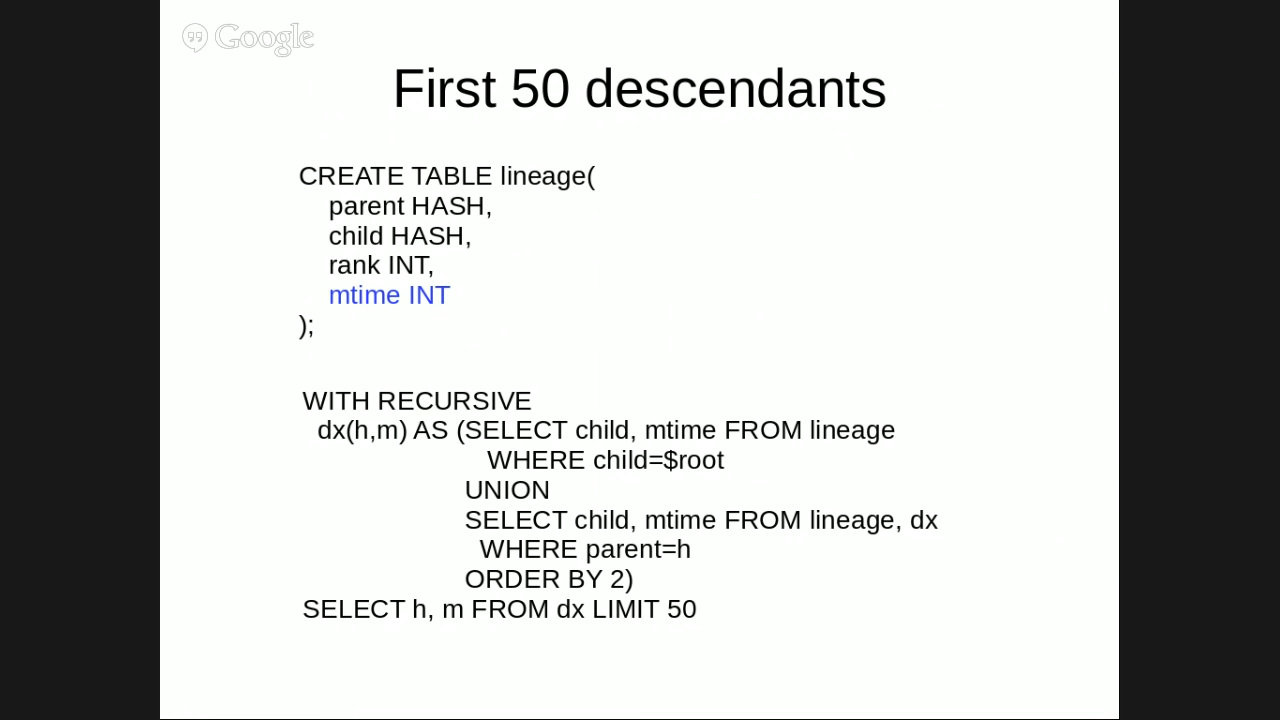 Google
First 50 descendants
CREATE TABLE lineage(
parent HASH,
child HASH,
rank INT,
mtime INT
);
WITH RECURSIVE
dx(h,m) AS (SELECT child, mtime FROM lineage
WHERE child=$root
UNION
SELECT child, mtime FROM lineage, dx
WHERE parent=h
ORDER BY 2)
SELECT h, m FROM dx LIMIT 50